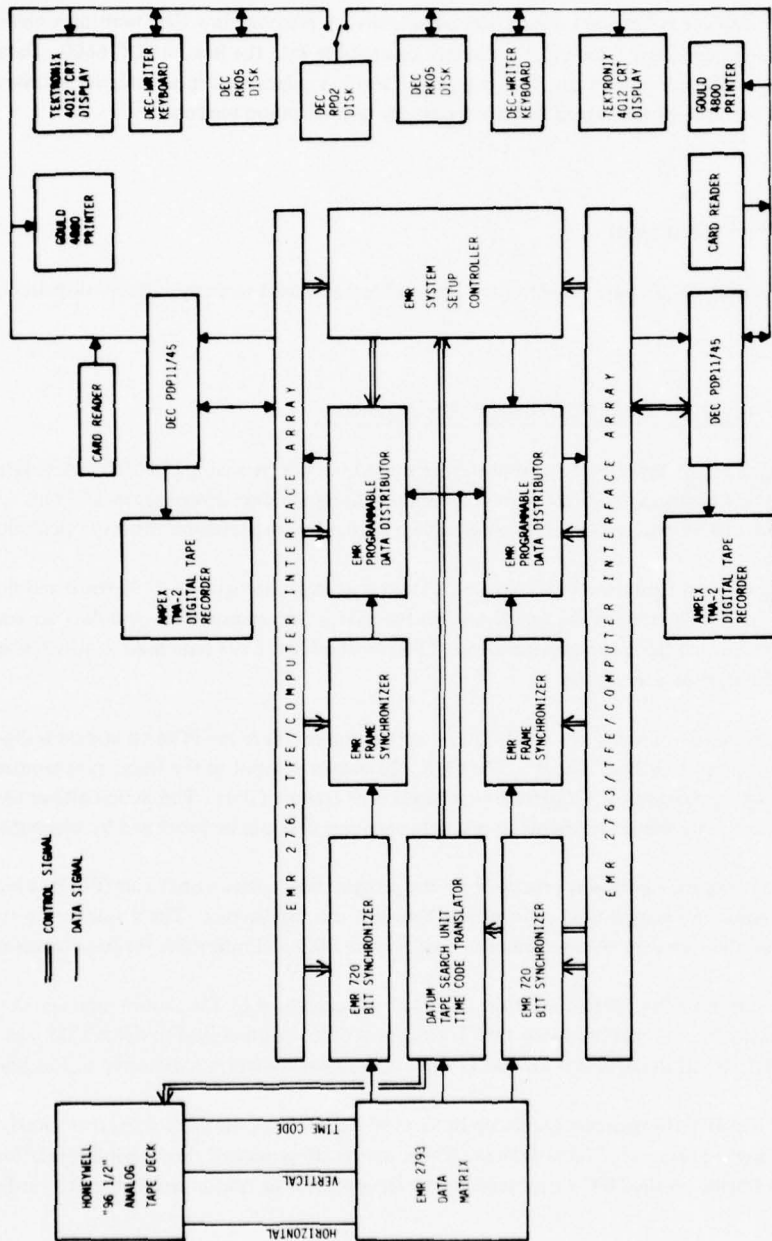 TEKTRONIX
4012 CRT
DISPLAY
DEC-WRITER
KEYBOARD
DEC
RK05
DISK
DEC
RP02
DISK
DEC
RK05
DISK
DEC-WRITER
KEYBOARD
TEKTRONIX
4012 CRT
DISPLAY
GOULD
4800
PRINTER
GOULD
4800
PRINTER
CARD READER
CARD READER
DEC PDP11/45
DEC PDP11/45
AMPEX
TMA-2
DIGITAL TAPE
RECORDER
AMPEX
TMA-2
DIGITAL TAPE
RECORDER
EMR 2763/TFE/COMPUTER INTERFACE ARRAY
EMR
SYSTEM
SETUP
CONTROLLER
EMR 2763/TFE/COMPUTER INTERFACE ARRAY
EMR
PROGRAMMABLE
DATA DISTRIBUTOR
EMR
PROGRAMMABLE
DATA DISTRIBUTOR
EMR
FRAME
SYNCHRONIZER
EMR
FRAME
SYNCHRONIZER
CONTROL SIGNAL
DATA SIGNAL
EMR 720
BIT SYNCHRONIZER
DATUM
TAPE SEARCH UNIT
TIME CODE TRANSLATOR
EMR 720
BIT SYNCHRONIZER
HONEYWELL
"96 1/2"
ANALOG
TAPE DECK
TIME CODE
VERTICAL
HORIZONTAL
EMR 2793
DATA
MATRIX